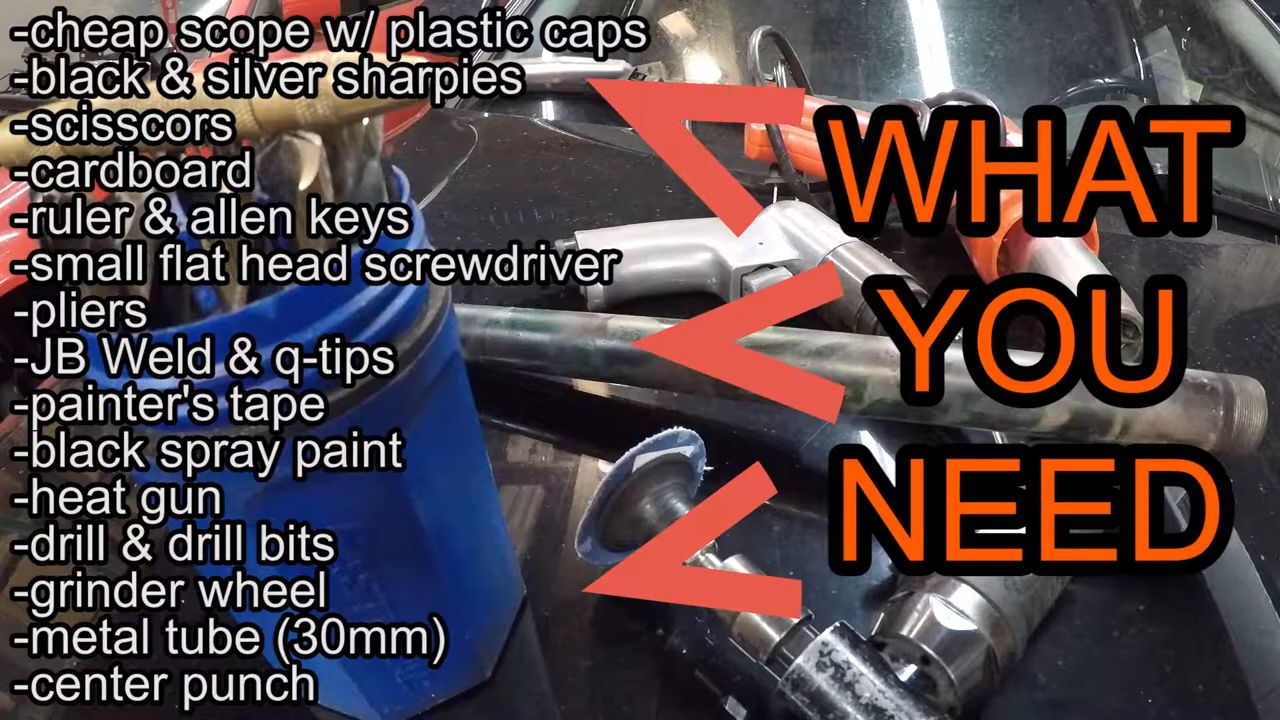 -cheap scope w/ plastic caps
-black & silver sharpies
-scisscors
-cardboard
-ruler & allen keys
-small flat head screwdriver
-pliers
-JB Weld & q-tips
-painter's tape
-black spray paint
-heat gun
-drill & drill bits
-grinder wheel
-metal tube (30mm)
-center punch
WHAT
YOU
NEED